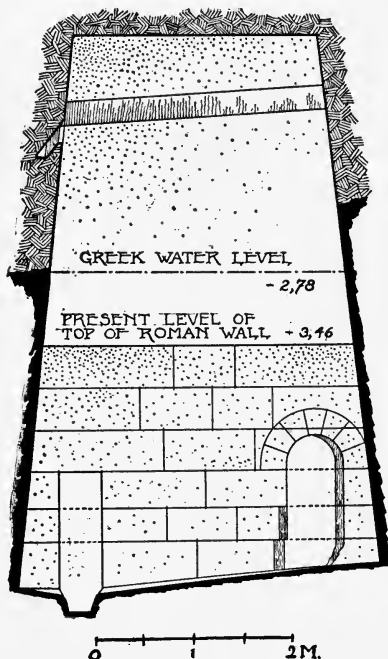 GREEK WATER LEVEL
- 2,78
PRESENT LEVEL OF
TOP OF ROMAN WALL - 3,46
0 1 2 M.